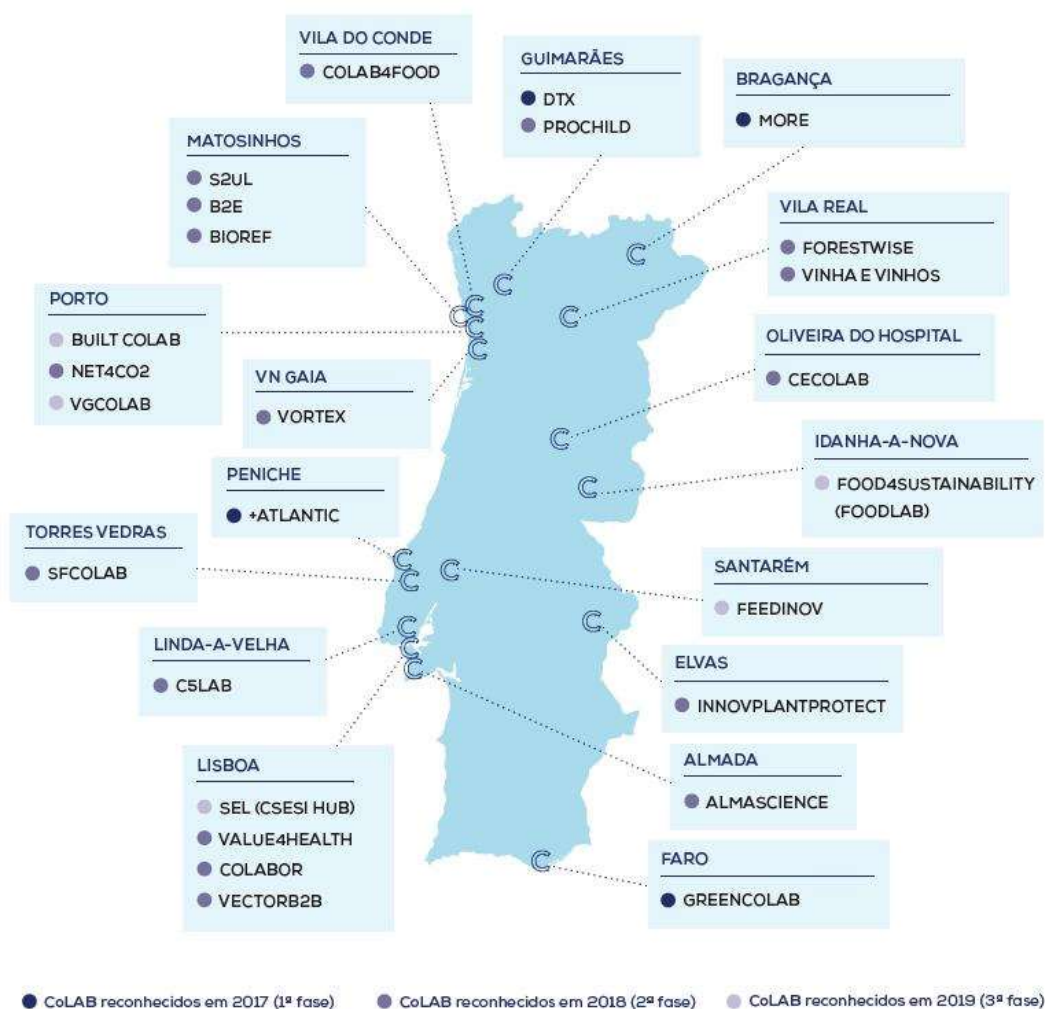 VILA DO CONDE
COLAB4FOOD
GUIMARÃES
DTX
PROCHILD
BRAGANÇA
MORE
MATOSINHOS
S2UL
B2E
BIOREF
VILA REAL
FORESTWISE
VINHA E VINHOS
PORTO
BUILT COLAB
NET4CO2
VGCOLAB
VN GAIA
VORTEX
OLIVEIRA DO HOSPITAL
CECOLAB
IDANHA-A-NOVA
FOOD4SUSTAINABILITY
(FOODLAB)
PENICHE
+ATLANTIC
TORRES VEDRAS
SFCOLAB
SANTARÉM
FEEDINOV
LINDA-A-VELHA
C5LAB
ELVAS
INNOVPLANTPROTECT
LISBOA
SEL (CSESI HUB)
VALUE4HEALTH
COLABOR
VECTORB2B
ALMADA
ALMASCIENCE
FARO
GREENCOLAB
CoLAB reconhecidos em 2017 (1ª fase)
CoLAB reconhecidos em 2018 (2ª fase)
CoLAB reconhecidos em 2019 (3ª fase)